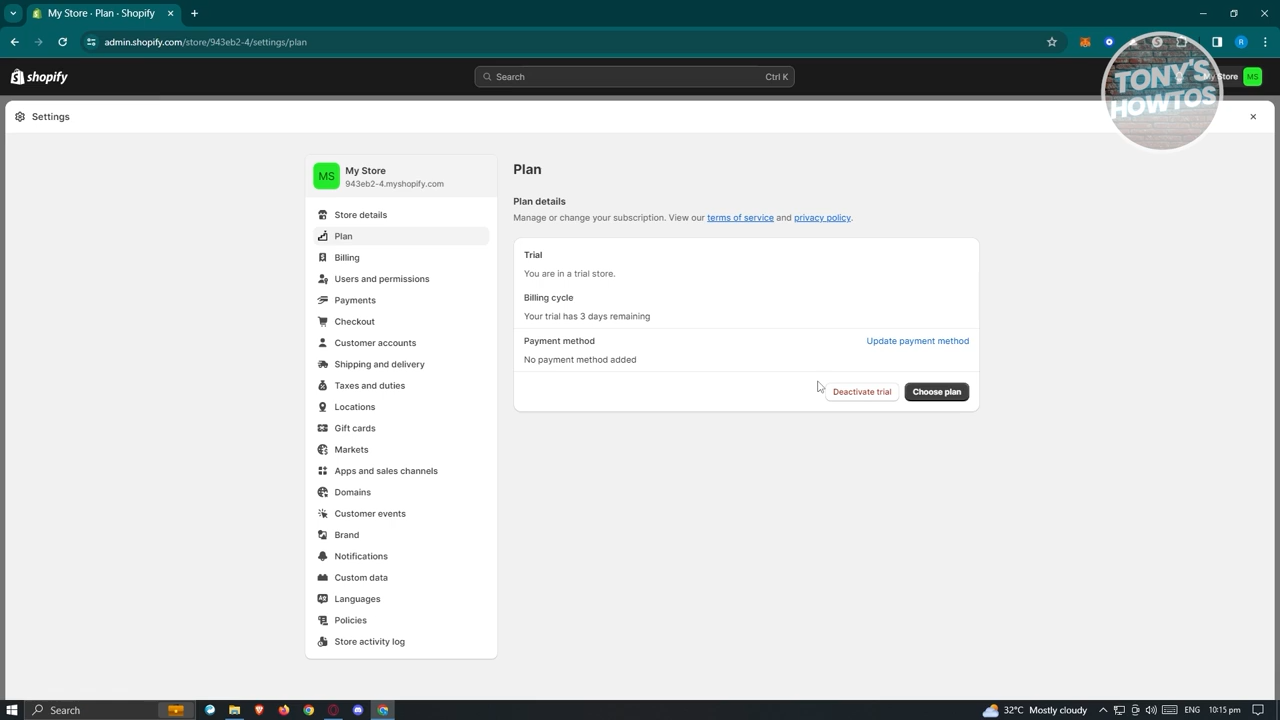 My Store · Plan · Shopify
admin.shopify.com/store/943eb2-4/settings/plan
shopify
Search
Ctrl K
My Store
MS
TONY'S
HOWTOS
Settings
MS
My Store
943eb2-4.myshopify.com
Store details
Plan
Billing
Users and permissions
Payments
Checkout
Customer accounts
Shipping and delivery
Taxes and duties
Locations
Gift cards
Markets
Apps and sales channels
Domains
Customer events
Brand
Notifications
Custom data
Languages
Policies
Store activity log
Plan
Plan details
Manage or change your subscription. View our terms of service and privacy policy.
Trial
You are in a trial store.
Billing cycle
Your trial has 3 days remaining
Payment method
Update payment method
No payment method added
Deactivate trial
Choose plan
Search
32°C Mostly cloudy
10:15 pm